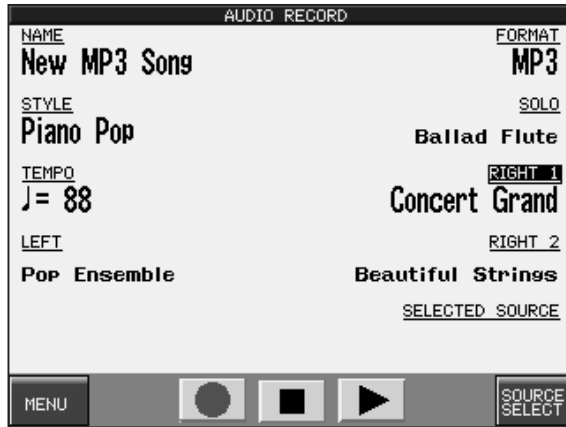 AUDIO RECORD
NAME
New MP3 Song
FORMAT
MP3
STYLE
Piano Pop
SOLO
Ballad Flute
TEMPO
♩= 88
RIGHT 1
Concert Grand
LEFT
Pop Ensemble
RIGHT 2
Beautiful Strings
SELECTED SOURCE
MENU
SOURCE
SELECT